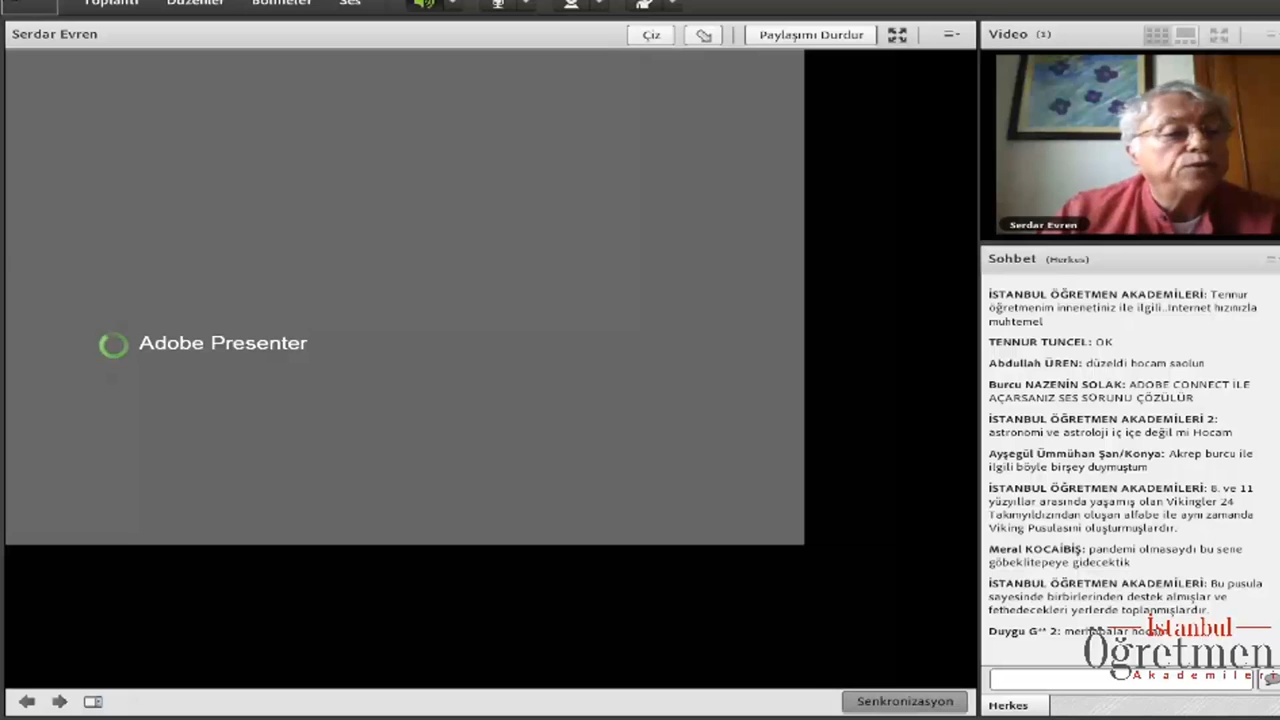 Toplantı Düzenler Bölmeler Ses
Serdar Evren
Çiz
Paylaşımı Durdur
Adobe Presenter
Senkronizasyon
Video (1)
Serdar Evren
Sohbet (Herkes)
İSTANBUL ÖĞRETMEN AKADEMİLERİ: Tennur
öğretmenim innenetiniz ile ilgili..Internet hızınızla
muhtemel
TENNUR TUNCEL: OK
Abdullah ÜREN: düzeldi hocam saolun
Burcu NAZENİN SOLAK: ADOBE CONNECT İLE
AÇARSANIZ SES SORUNU ÇÖZÜLÜR
İSTANBUL ÖĞRETMEN AKADEMİLERİ 2:
astronomi ve astroloji iç içe değil mi Hocam
Ayşegül Ümmühan Şan/Konya: Akrep burcu ile
ilgili böyle birşey duymuştum
İSTANBUL ÖĞRETMEN AKADEMİLERİ: 8. ve 11
yüzyıllar arasında yaşamış olan Vikingler 24
Takımyıldızından oluşan alfabe ile aynı zamanda
Viking Pusulasını oluşturmuşlardır.
Meral KOCAİBİŞ: pandemi olmasaydı bu sene
göbeklitepeye gidecektik
İSTANBUL ÖĞRETMEN AKADEMİLERİ: Bu pusula
sayesinde birbirlerinden destek almışlar ve
fethedecekleri yerlerde toplanmışlardır.
Duygu G** 2: merhabalar hocam
İstanbul
Öğretmen
Akademileri
Herkes